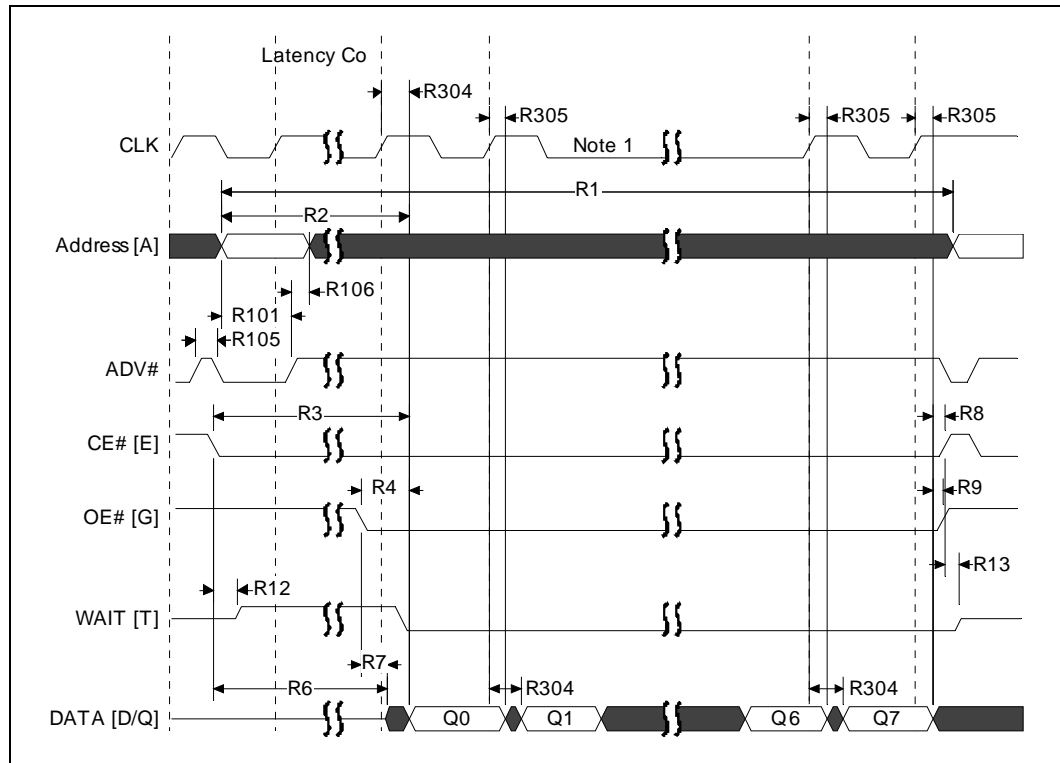 Latency Co
R304
R305
R305
R305
CLK
Note 1
R1
R2
Address [A]
R106
R101
R105
ADV#
R3
R8
CE# [E]
R4
R9
OE# [G]
R13
R12
WAIT [T]
R7
R6
R304
R304
DATA [D/Q]
Q0
Q1
Q6
Q7